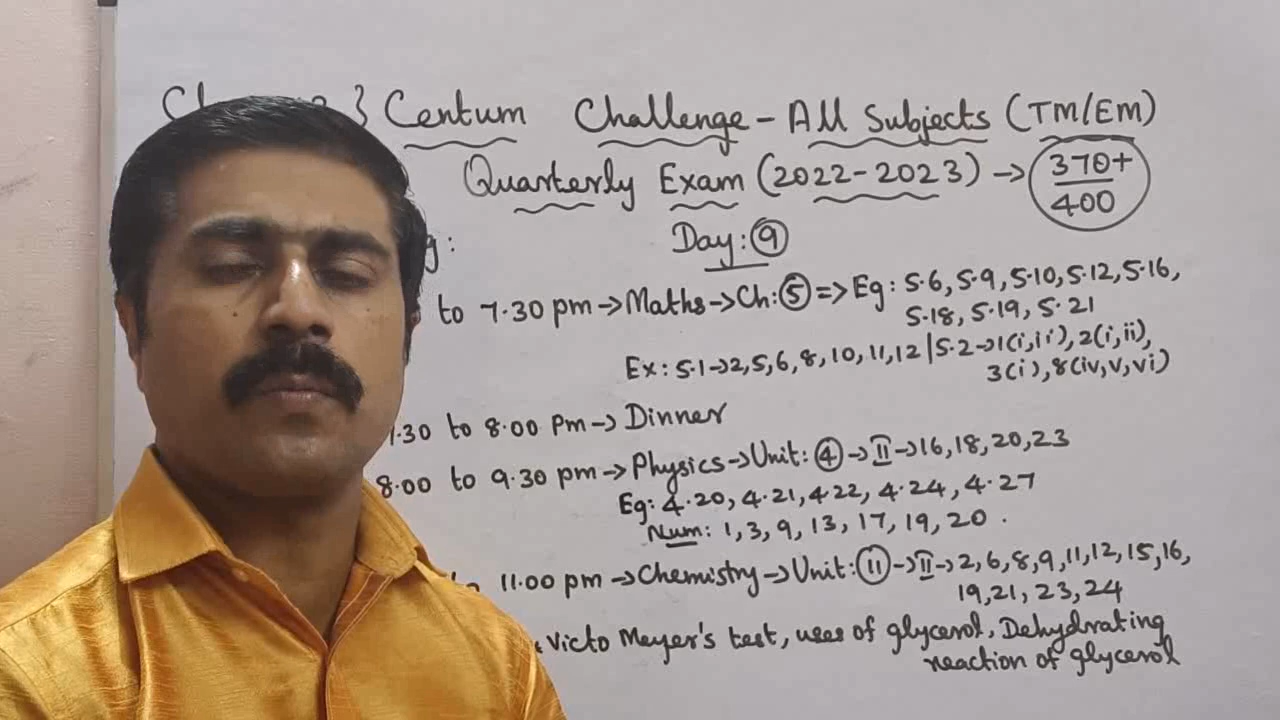 3 Centum Challenge - All Subjects (TM/EM)
Quarterly Exam (2022-2023) → 370+/400
Day: 9
to 7.30 pm → Maths → Ch: 5 => Eg: 5.6, 5.9, 5.10, 5.12, 5.16,
5.18, 5.19, 5.21
Ex: 5.1 → 2, 5, 6, 8, 10, 11, 12 | 5.2 → 1(i, ii), 2(i, ii),
3(i), 8(iv, v, vi)
7.30 to 8.00 Pm → Dinner
8.00 to 9.30 pm → Physics → Unit: 4 → II → 16, 18, 20, 23
Eg: 4.20, 4.21, 4.22, 4.24, 4.27
Num: 1, 3, 9, 13, 17, 19, 20.
11.00 pm → Chemistry → Unit: 11 → II → 2, 6, 8, 9, 11, 12, 15, 16,
19, 21, 23, 24
Victo Meyer's test, uses of glycerol, Dehydrating
reaction of glycerol